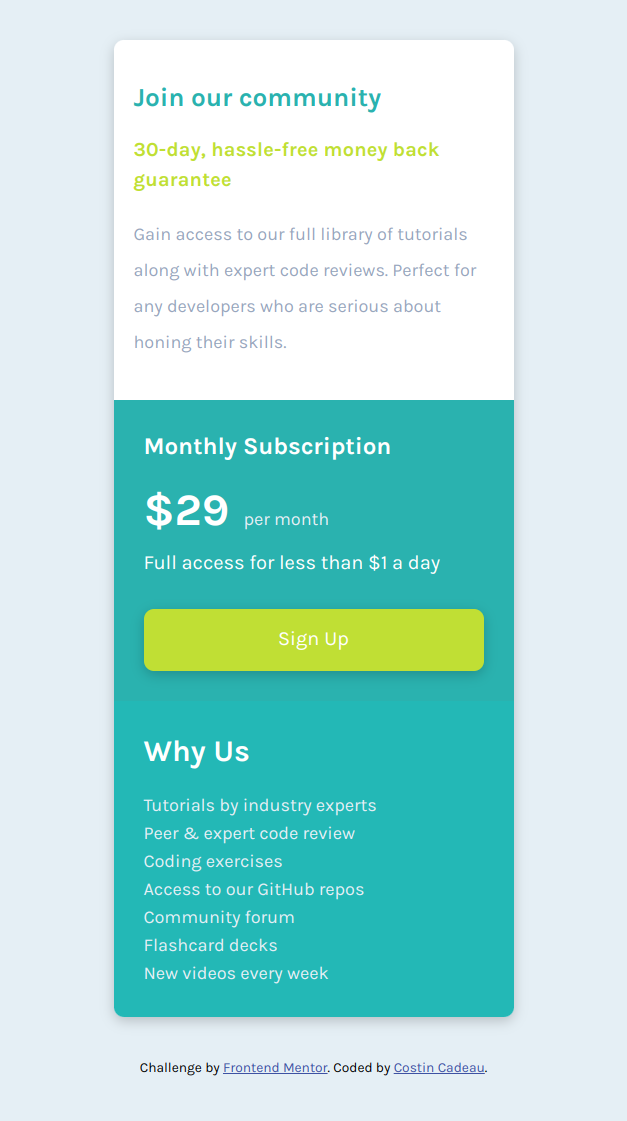 Join our community
30-day, hassle-free money back
guarantee
Gain access to our full library of tutorials
along with expert code reviews. Perfect for
any developers who are serious about
honing their skills.
Monthly Subscription
$29 per month
Full access for less than $1 a day
Sign Up
Why Us
Tutorials by industry experts
Peer & expert code review
Coding exercises
Access to our GitHub repos
Community forum
Flashcard decks
New videos every week
Challenge by Frontend Mentor. Coded by Costin Cadeau.